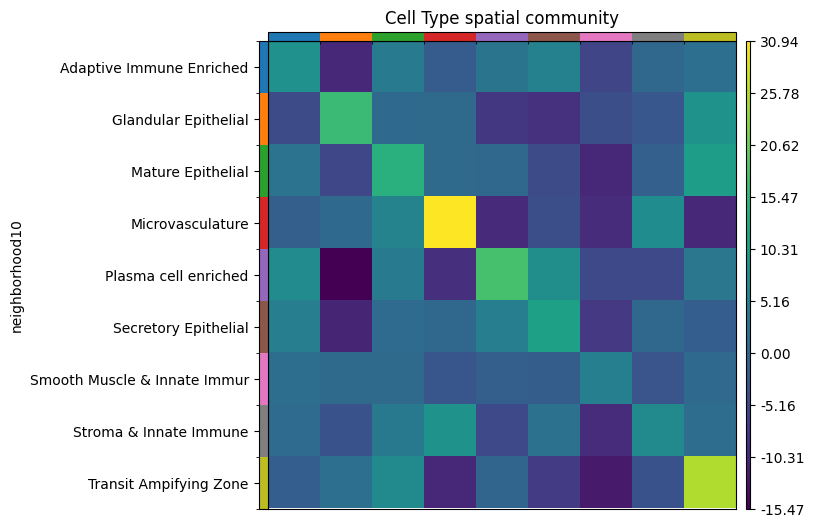 Cell Type spatial community
neighborhood10
Adaptive Immune Enriched
Glandular Epithelial
Mature Epithelial
Microvasculature
Plasma cell enriched
Secretory Epithelial
Smooth Muscle & Innate Immur
Stroma & Innate Immune
Transit Ampifying Zone
30.94
25.78
20.62
15.47
10.31
5.16
0.00
-5.16
-10.31
-15.47